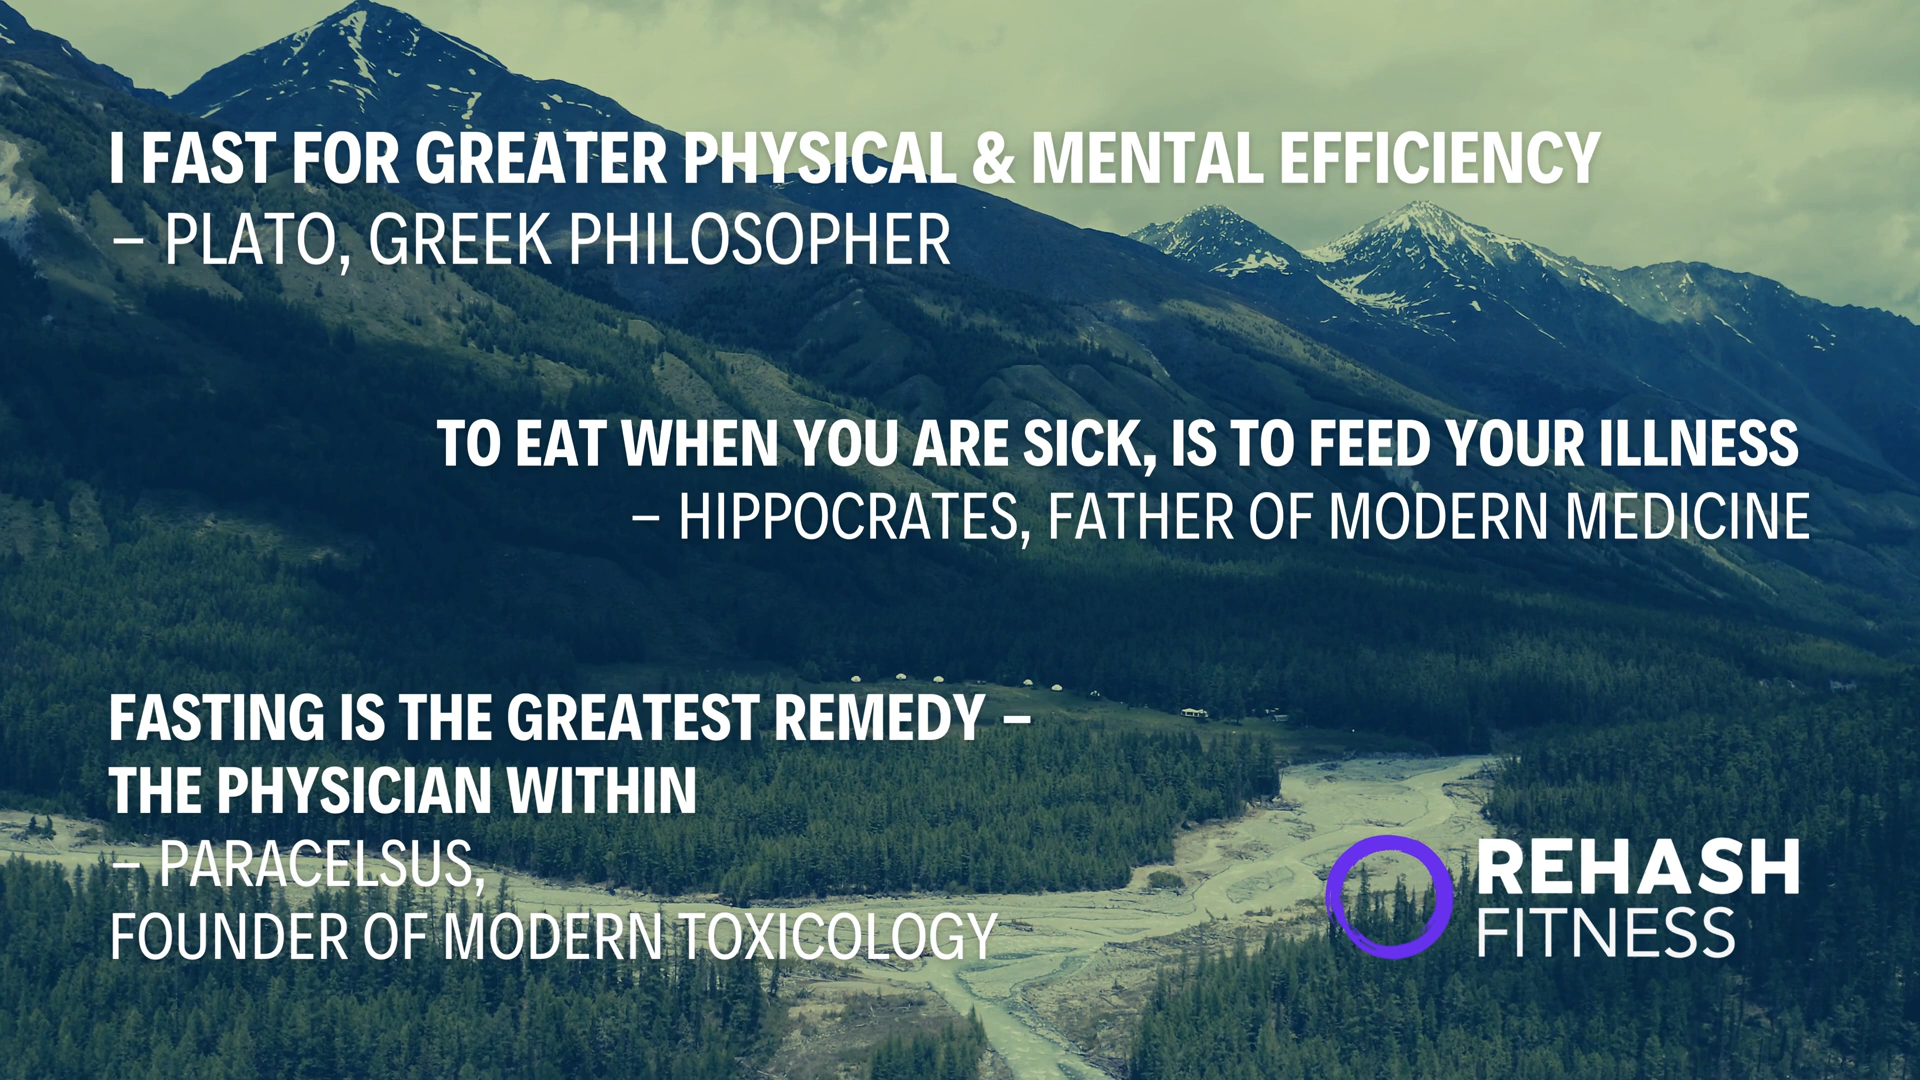 I FAST FOR GREATER PHYSICAL & MENTAL EFFICIENCY
– PLATO, GREEK PHILOSOPHER
TO EAT WHEN YOU ARE SICK, IS TO FEED YOUR ILLNESS
– HIPPOCRATES, FATHER OF MODERN MEDICINE
FASTING IS THE GREATEST REMEDY –
THE PHYSICIAN WITHIN
– PARACELSUS,
FOUNDER OF MODERN TOXICOLOGY
REHASH
FITNESS